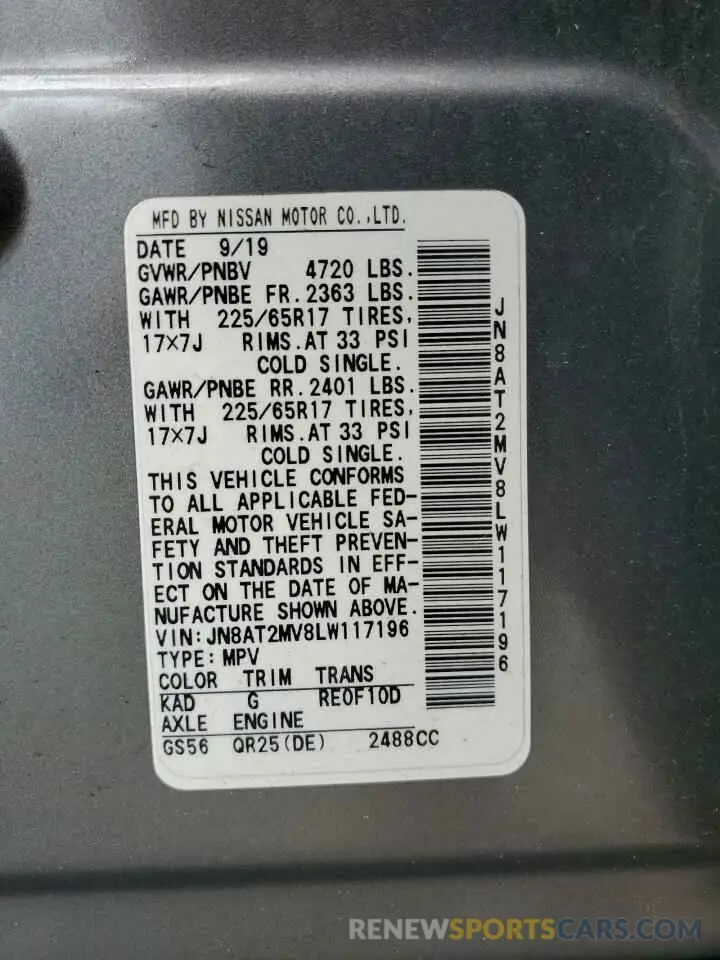 MFD BY NISSAN MOTOR CO.,LTD.
DATE 9/19
GVWR/PNBV 4720 LBS.
GAWR/PNBE FR. 2363 LBS.
WITH 225/65R17 TIRES,
17×7J RIMS. AT 33 PSI
COLD SINGLE.
GAWR/PNBE RR. 2401 LBS.
WITH 225/65R17 TIRES,
17×7J RIMS. AT 33 PSI
COLD SINGLE.
THIS VEHICLE CONFORMS
TO ALL APPLICABLE FED-
ERAL MOTOR VEHICLE SA-
FETY AND THEFT PREVEN-
TION STANDARDS IN EFF-
ECT ON THE DATE OF MA-
NUFACTURE SHOWN ABOVE.
VIN: JN8AT2MV8LW117196
TYPE: MPV
COLOR TRIM TRANS
KAD G RE0F10D
AXLE ENGINE
GS56 QR25(DE) 2488CC
JN8AT2MV8LW117196
RENEWSPORTSCARS.COM